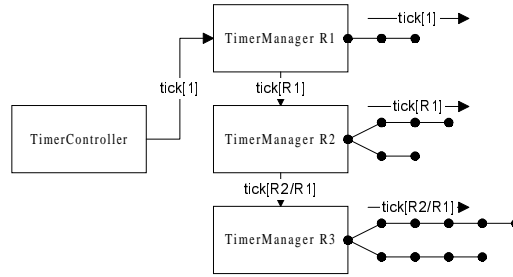 tick[1]
TimerManager R1
tick[1]
tick[R1]
tick[R1]
TimerController
TimerManager R2
tick[R2/R1]
tick[R2/R1]
TimerManager R3